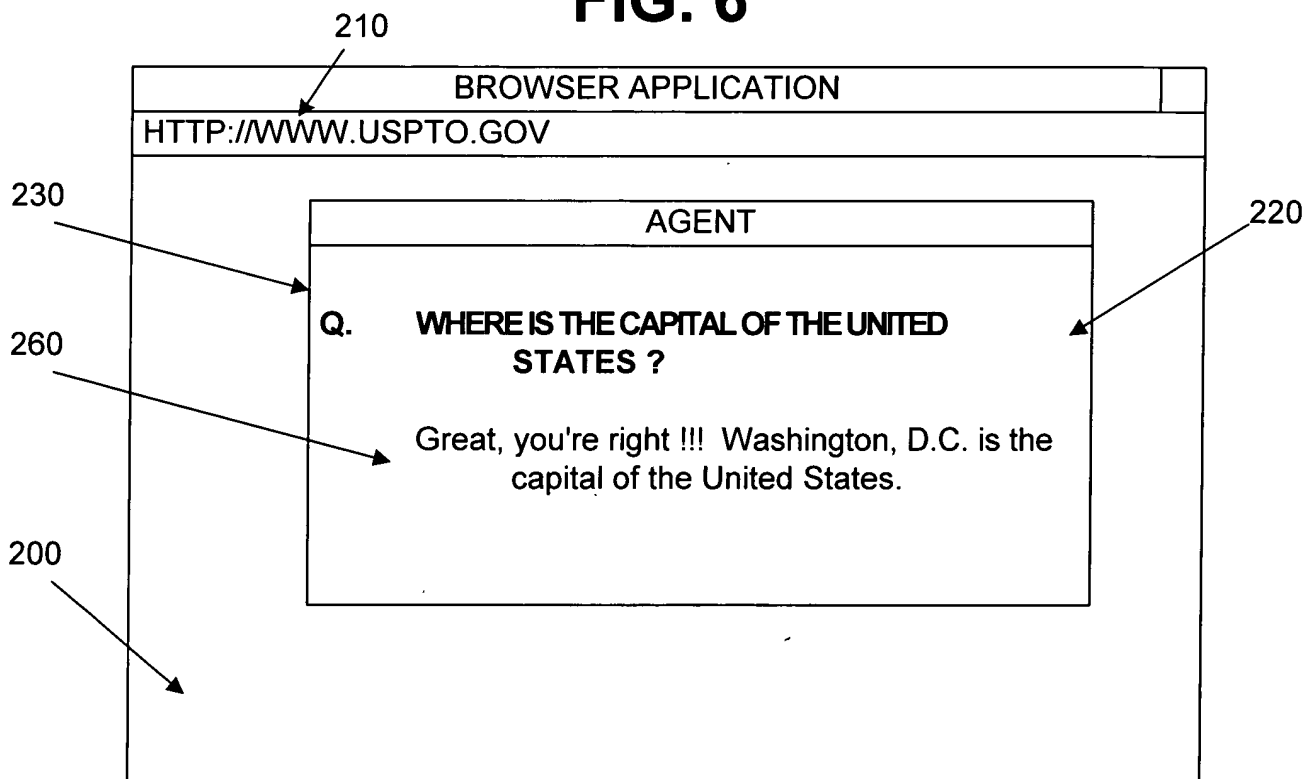 FIG. 6
210
BROWSER APPLICATION
HTTP://WWW.USPTO.GOV
230
AGENT
220
Q. WHERE IS THE CAPITAL OF THE UNITED
STATES ?
260
Great, you're right !!! Washington, D.C. is the
capital of the United States.
200